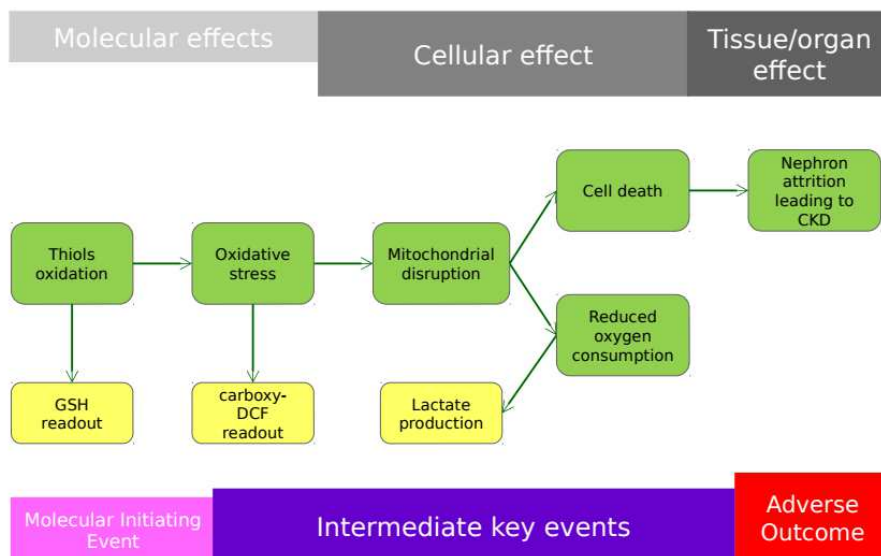 Molecular effects
Cellular effect
Tissue/organ
effect
Cell death
Nephron
attrition
leading to
CKD
Thiols
oxidation
Oxidative
stress
Mitochondrial
disruption
Reduced
oxygen
consumption
GSH
readout
carboxy-
DCF
readout
Lactate
production
Molecular Initiating
Event
Intermediate key events
Adverse
Outcome